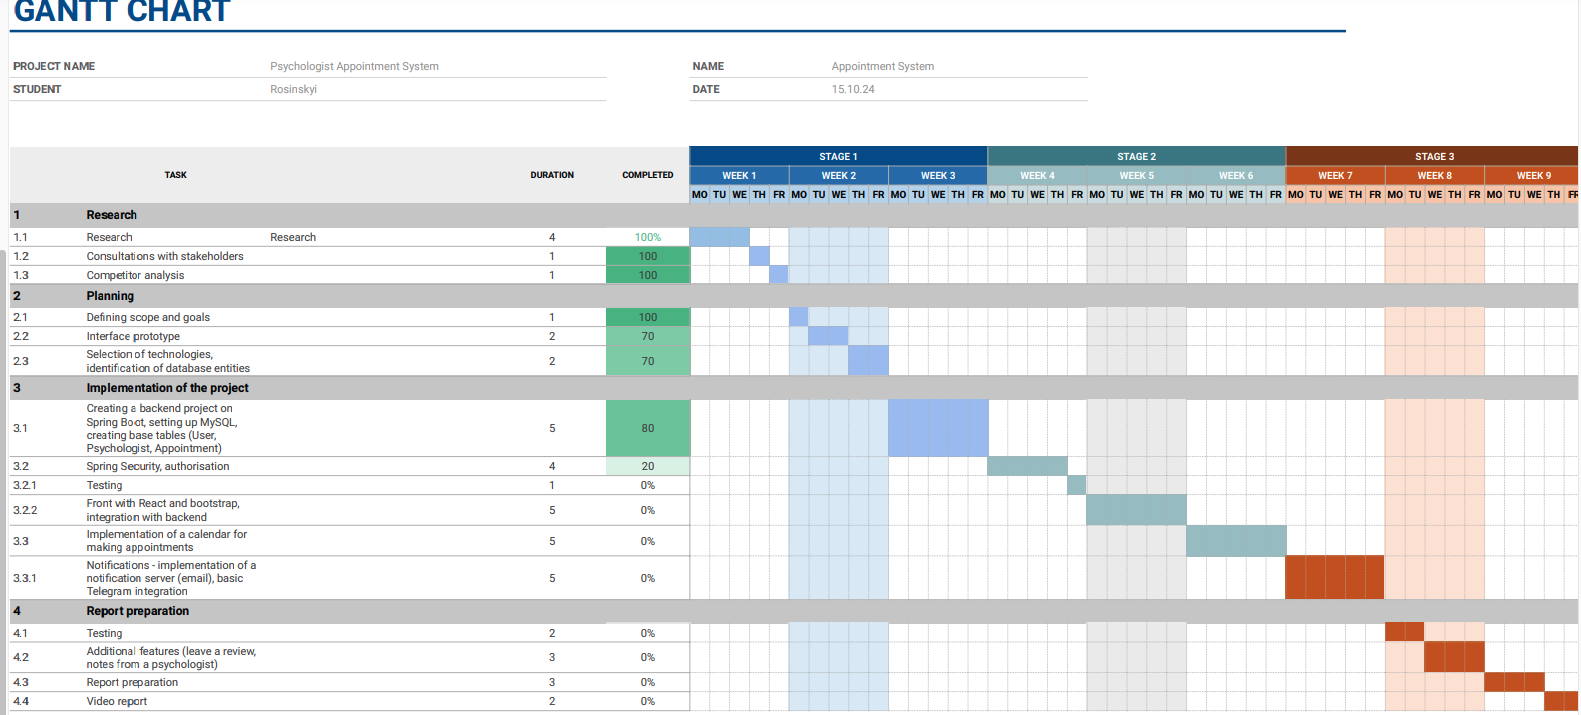 GANTT CHART
PROJECT NAME Psychologist Appointment System NAME Appointment System
STUDENT Rosinskyi DATE 15.10.24
STAGE 1 STAGE 2 STAGE 3
TASK DURATION COMPLETED WEEK 1 WEEK 2 WEEK 3 WEEK 4 WEEK 5 WEEK 6 WEEK 7 WEEK 8 WEEK 9
MO TU WE TH FR MO TU WE TH FR MO TU WE TH FR MO TU WE TH FR MO TU WE TH FR MO TU WE TH FR MO TU WE TH FR MO TU WE TH FR MO TU WE TH FR
1 Research
1.1 Research Research 4 100%
1.2 Consultations with stakeholders 1 100
1.3 Competitor analysis 1 100
2 Planning
2.1 Defining scope and goals 1 100
2.2 Interface prototype 2 70
2.3 Selection of technologies,
identification of database entities 2 70
3 Implementation of the project
3.1 Creating a backend project on
Spring Boot, setting up MySQL,
creating base tables (User,
Psychologist, Appointment) 5 80
3.2 Spring Security, authorisation 4 20
3.2.1 Testing 1 0%
3.2.2 Front with React and bootstrap,
integration with backend 5 0%
3.3 Implementation of a calendar for
making appointments 5 0%
3.3.1 Notifications - implementation of a
notification server (email), basic
Telegram integration 5 0%
4 Report preparation
4.1 Testing 2 0%
4.2 Additional features (leave a review,
notes from a psychologist) 3 0%
4.3 Report preparation 3 0%
4.4 Video report 2 0%